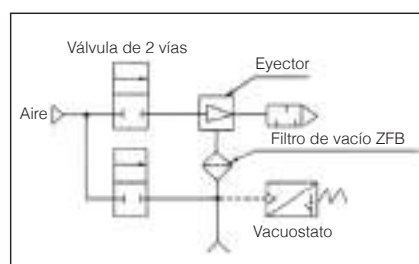 Válvula de 2 vías
Eyector
Aire
Filtro de vacío ZFB
Vacuostato